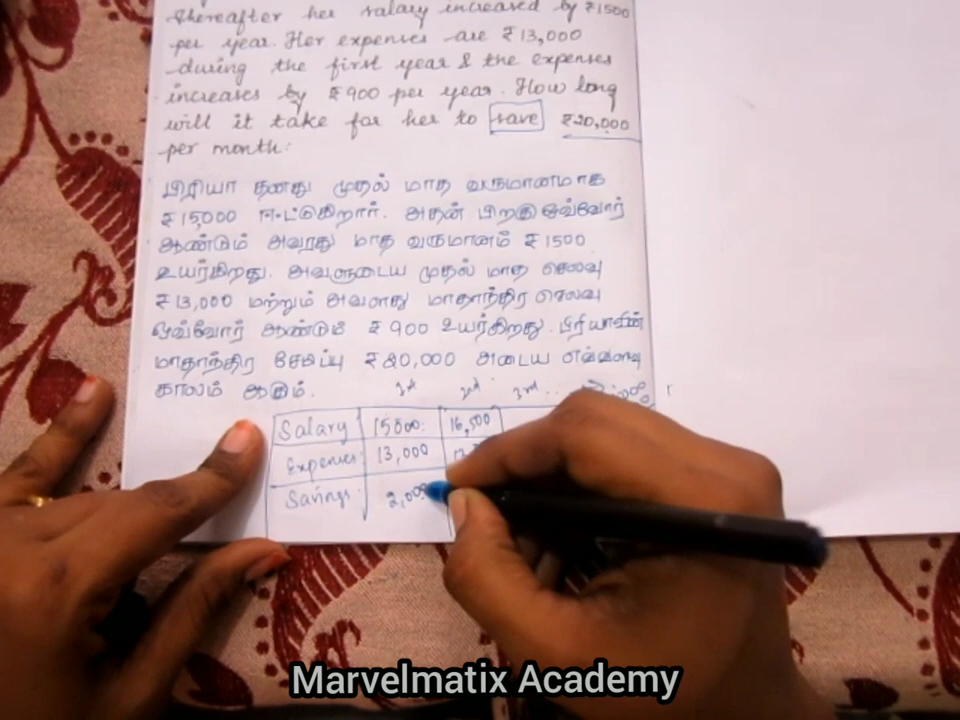 thereafter her salary increased by ₹1500
per year. Her expenses are ₹13,000
during the first year & the expenses
increases by ₹900 per year. How long
will it take for her to save ₹20,000
per month:
பிரியா தனது முதல் மாத வருமானமாக
₹15,000 ஈட்டுகிறார். அதன் பிறகு ஒவ்வோர்
ஆண்டும் அவரது மாத வருமானம் ₹1500
உயர்கிறது. அவளுடைய முதல் மாத செலவு
₹13,000 மற்றும் அவளது மாதாந்திர செலவு
ஒவ்வோர் ஆண்டும் ₹900 உயர்கிறது. பிரியாவின்
மாதாந்திர சேமிப்பு ₹20,000 அடைய எவ்வளவு
காலம் ஆகும்.
2nd 3rd ..
Salary 15000. 16,500
Expenses 13,000
Savings 2,000
Marvelmatix Academy